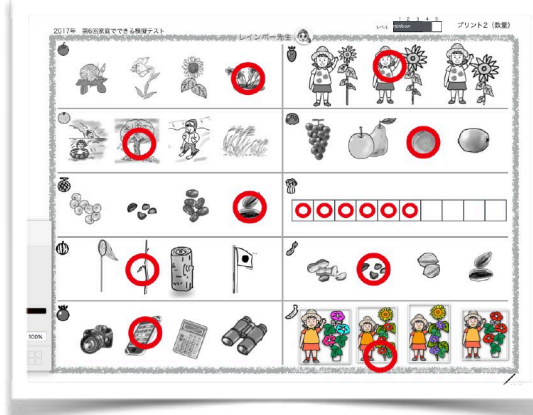 2017年 第6回家庭でできる模擬テスト
レインボー先生
レベル
1 2 3 4 5
rainbow
プリント2（数量）
100%